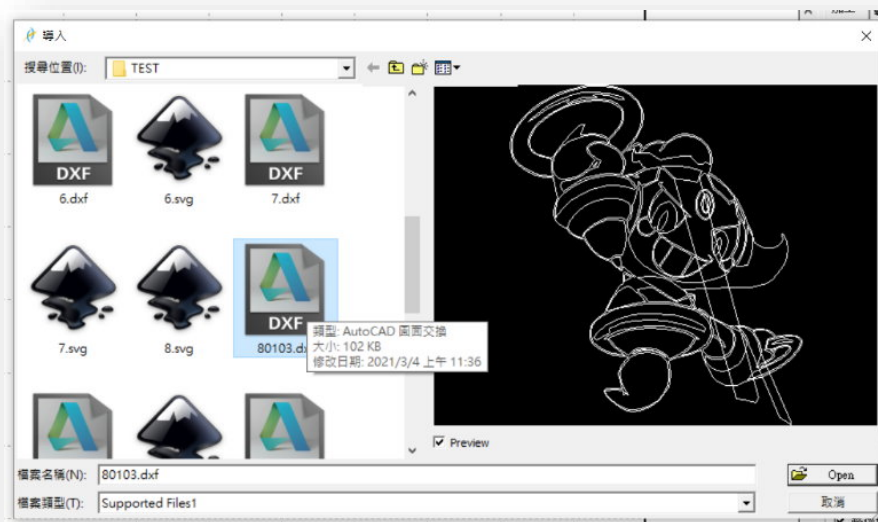 導入
搜尋位置(I): TEST
DXF DXF
6.dxf 6.svg 7.dxf
DXF
7.svg 8.svg 80103.dx
類型: AutoCAD 圖面交換
大小: 102 KB
修改日期: 2021/3/4 上午 11:36
Preview
檔案名稱(N): 80103.dxf Open
檔案類型(T): Supported Files1 取消